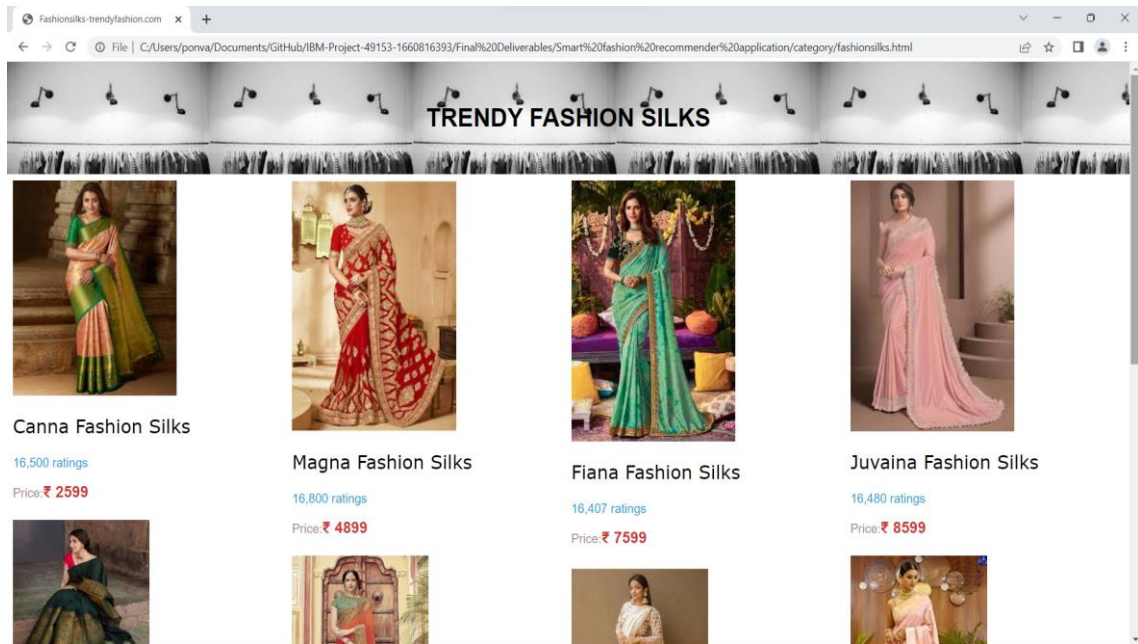 Fashionsilks-trendyfashion.com
File | C:/Users/ponva/Documents/GitHub/IBM-Project-49153-1660816393/Final%20Deliverables/Smart%20fashion%20recommender%20application/category/fashionsilks.html
TRENDY FASHION SILKS
Canna Fashion Silks
16,500 ratings
Price:₹ 2599
Magna Fashion Silks
16,800 ratings
Price:₹ 4899
Fiana Fashion Silks
16,407 ratings
Price:₹ 7599
Juvaina Fashion Silks
16,480 ratings
Price:₹ 8599